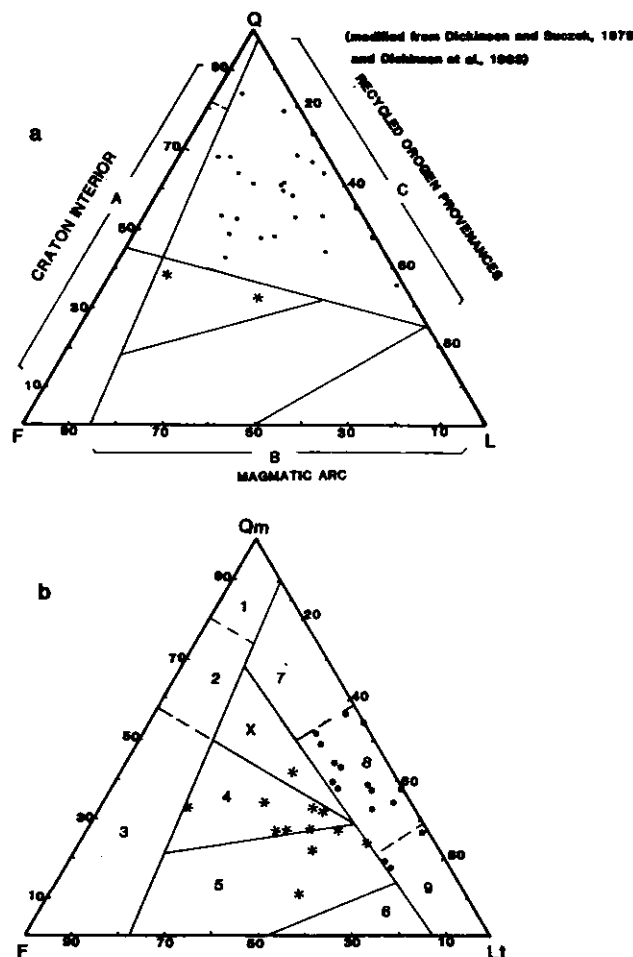 Q
(modified from Dickinson and Suczek, 1979
and Dickinson et al., 1983)
90
20
a
70
40
CRATON INTERIOR
A
C
RECYCLED OROGEN PROVENANCES
50
60
30
80
10
F
90
70
50
30
10
L
B
MAGMATIC ARC
Qm
b
90
1
20
70
2
7
40
50
X
8
60
4
30
3
80
5
10
9
6
F
90
70
50
30
10
Lt